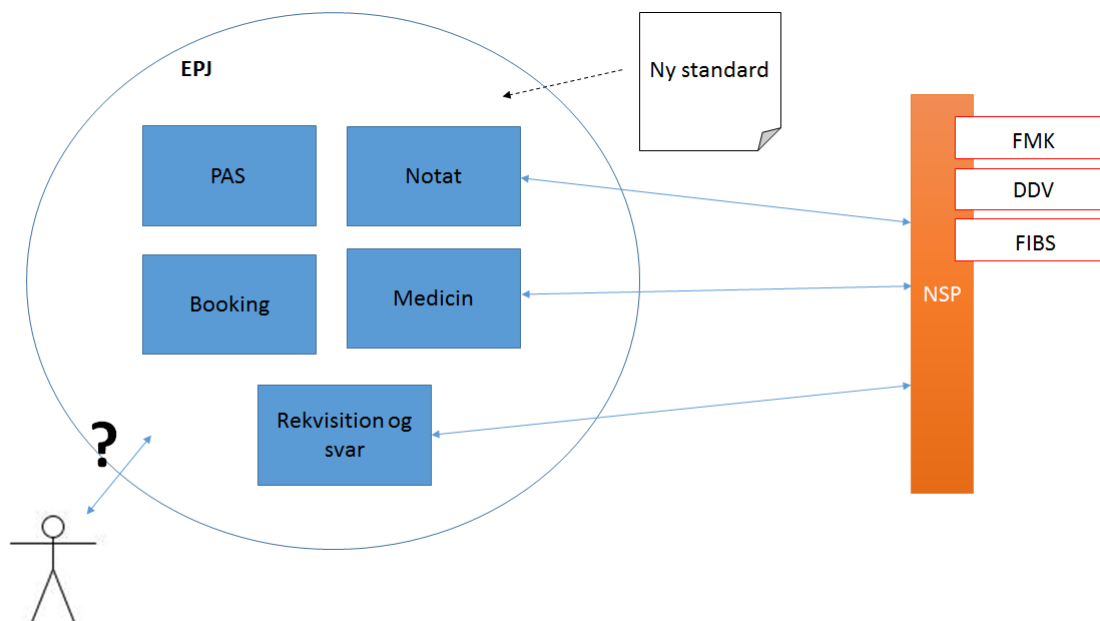 EPJ
Ny standard
PAS
Notat
FMK
DDV
FIBS
Booking
Medicin
NSP
Rekvisition og
svar
?